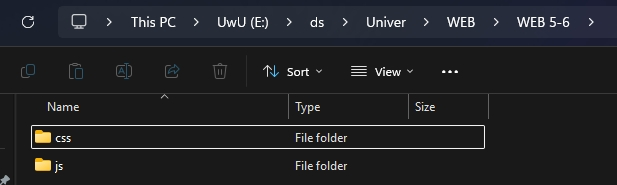 This PC > UwU (E:) > ds > Univer > WEB > WEB 5-6 >
Sort View •••
Name Type Size
css File folder
js File folder